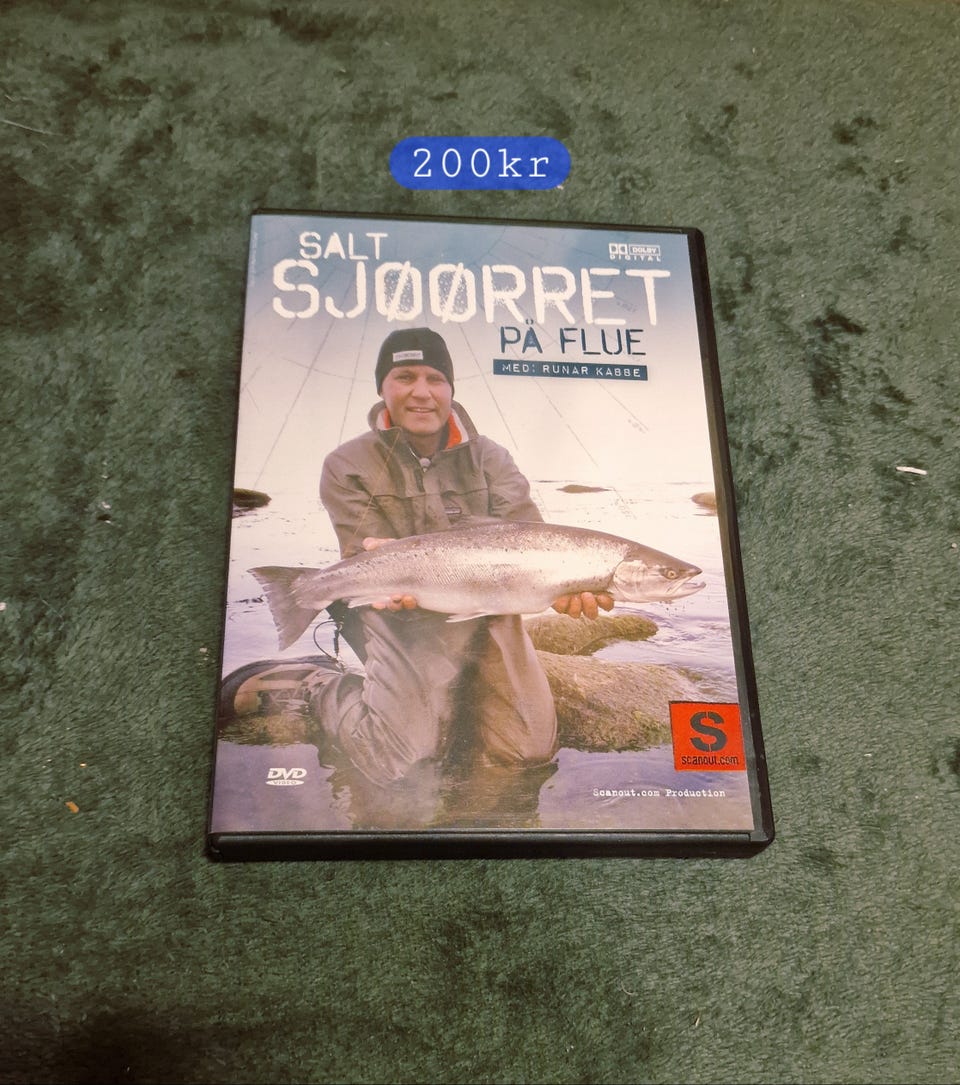 200kr
SALT
SJØØRRET
PÅ FLUE
MED: RUNAR KABBE
DOLBY
DIGITAL
S
scanout.com
DVD
VIDEO
Scanout.com Production